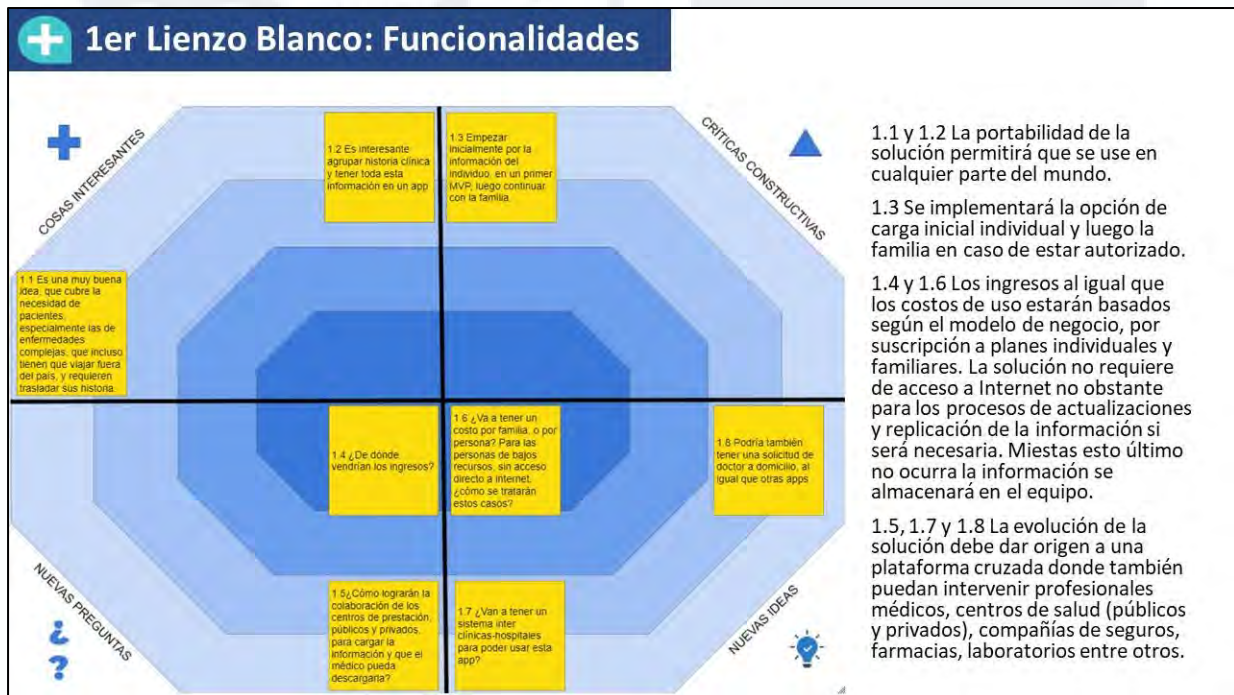 1er Lienzo Blanco: Funcionalidades
COSAS INTERESANTES
1.2 Es interesante
agrupar historia clínica
y tener toda esta
información en un app
1.3 Empezar
inicialmente por la
información del
individuo, en un primer
MVP, luego continuar
con la familia.
CRÍTICAS CONSTRUCTIVAS
1.1 Es una muy buena
idea, que cubre la
necesidad de
pacientes,
especialmente las de
enfermedades
complejas, que incluso
tienen que viajar fuera
del país, y requieren
trasladar sus historia.
1.4 ¿De dónde
vendrían los ingresos?
1.6 ¿Va a tener un
costo por familia, o por
persona? Para las
personas de bajos
recursos, sin acceso
directo a internet.
¿cómo se tratarán
estos casos?
1.8 Podría también
tener una solicitud de
doctor a domicilio, al
igual que otras apps
NUEVAS PREGUNTAS
¿
?
1.5¿Cómo lograrán la
colaboración de los
centros de prestación,
públicos y privados,
para cargar la
información y que el
médico pueda
descargarla?
1.7 ¿Van a tener un
sistema inter
clínicas-hospitales
para poder usar esta
app?
NUEVAS IDEAS
1.1 y 1.2 La portabilidad de la
solución permitirá que se use en
cualquier parte del mundo.
1.3 Se implementará la opción de
carga inicial individual y luego la
familia en caso de estar autorizado.
1.4 y 1.6 Los ingresos al igual que
los costos de uso estarán basados
según el modelo de negocio, por
suscripción a planes individuales y
familiares. La solución no requiere
de acceso a Internet no obstante
para los procesos de actualizaciones
y replicación de la información si
será necesaria. Miestas esto último
no ocurra la información se
almacenará en el equipo.
1.5, 1.7 y 1.8 La evolución de la
solución debe dar origen a una
plataforma cruzada donde también
puedan intervenir profesionales
médicos, centros de salud (públicos
y privados), compañías de seguros,
farmacias, laboratorios entre otros.